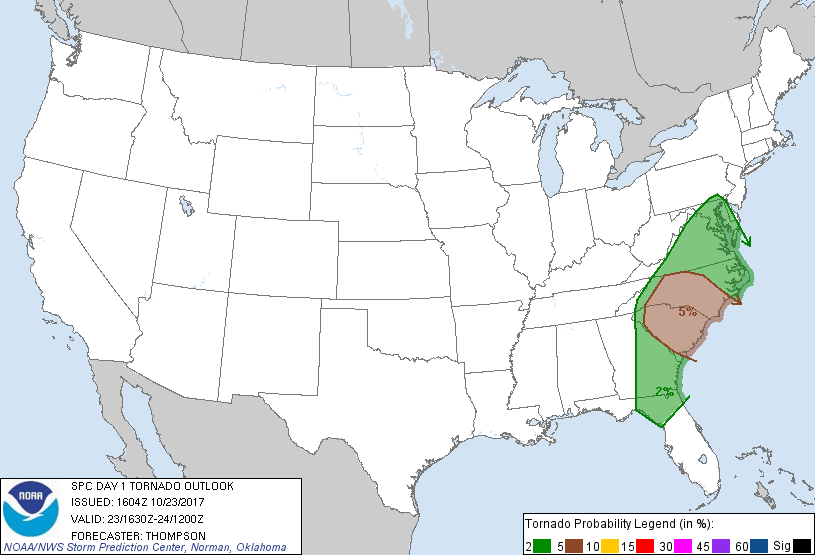 5%
2%
NOAA
SPC DAY 1 TORNADO OUTLOOK
ISSUED: 1604Z 10/23/2017
VALID: 23/1630Z-24/1200Z
FORECASTER: THOMPSON
NOAA/NWS Storm Prediction Center, Norman, Oklahoma
Tornado Probability Legend (in %):
2 5 10 15 30 45 60 Sig